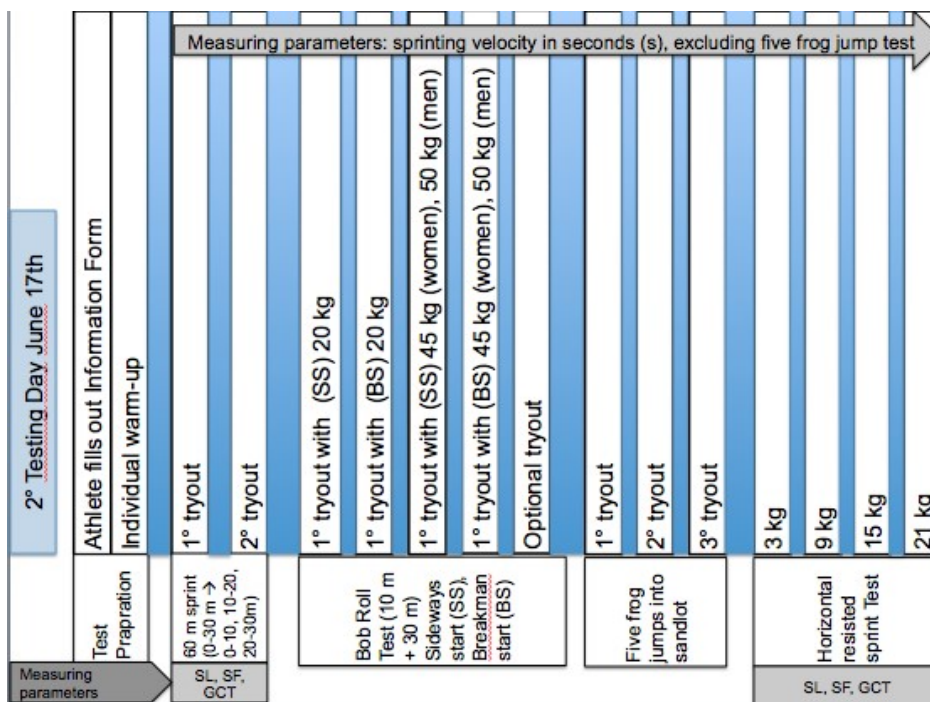 Measuring parameters: sprinting velocity in seconds (s), excluding five frog jump test
2° Testing Day June 17th
Athlete fills out Information Form
Individual warm-up
1° tryout
2° tryout
1° tryout with (SS) 20 kg
1° tryout with (BS) 20 kg
1° tryout with (SS) 45 kg (women), 50 kg (men)
1° tryout with (BS) 45 kg (women), 50 kg (men)
Optional tryout
1° tryout
2° tryout
3° tryout
3 kg
9 kg
15 kg
21 kg
Test
Prapration
60 m sprint
(0-30 m →
0-10, 10-20,
20-30m)
Bob Roll
Test (10 m
+ 30 m)
Sideways
start (SS),
Breakman
start (BS)
Five frog
jumps into
sandlot
Horizontal
resisted
sprint Test
Measuring
parameters
SL, SF,
GCT
SL, SF, GCT